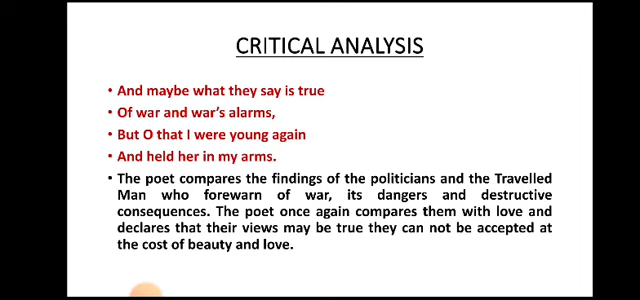 CRITICAL ANALYSIS
• And maybe what they say is true
• Of war and war's alarms,
• But O that I were young again
• And held her in my arms.
• The poet compares the findings of the politicians and the Travelled
Man who forewarn of war, its dangers and destructive
consequences. The poet once again compares them with love and
declares that their views may be true they can not be accepted at
the cost of beauty and love.